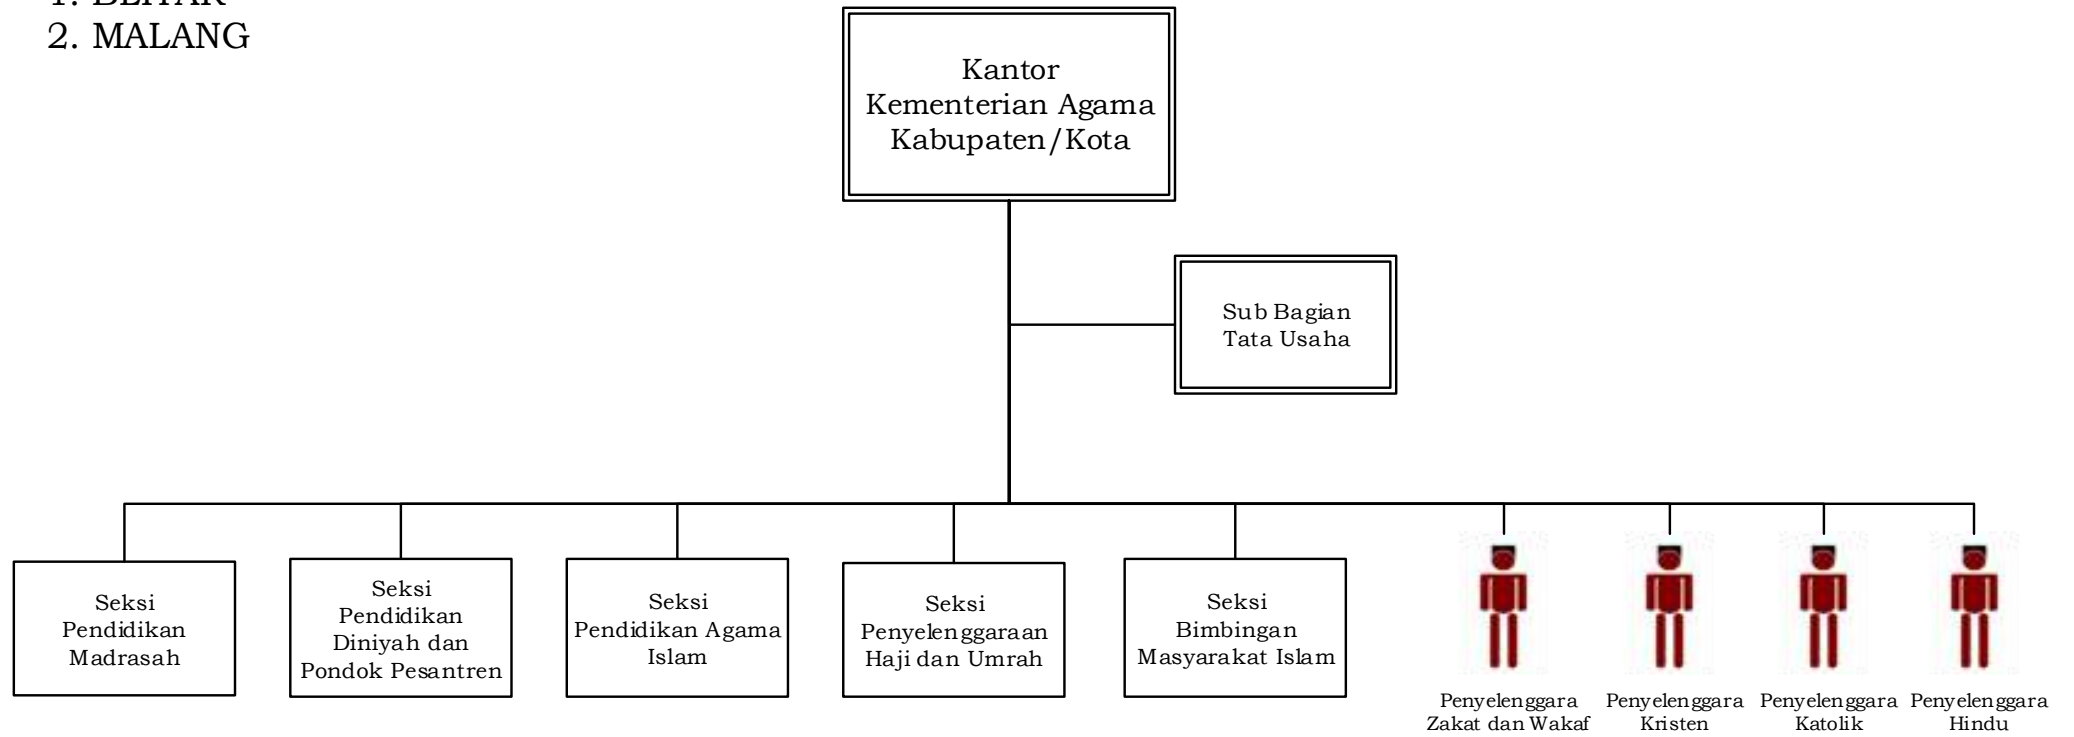 1. BLITAR
2. MALANG
Kantor
Kementerian Agama
Kabupaten/Kota
Sub Bagian
Tata Usaha
Seksi
Pendidikan
Madrasah
Seksi
Pendidikan
Diniyah dan
Pondok Pesantren
Seksi
Pendidikan Agama
Islam
Seksi
Penyelenggaraan
Haji dan Umrah
Seksi
Bimbingan
Masyarakat Islam
Penyelenggara
Zakat dan Wakaf
Penyelenggara
Kristen
Penyelenggara
Katolik
Penyelenggara
Hindu